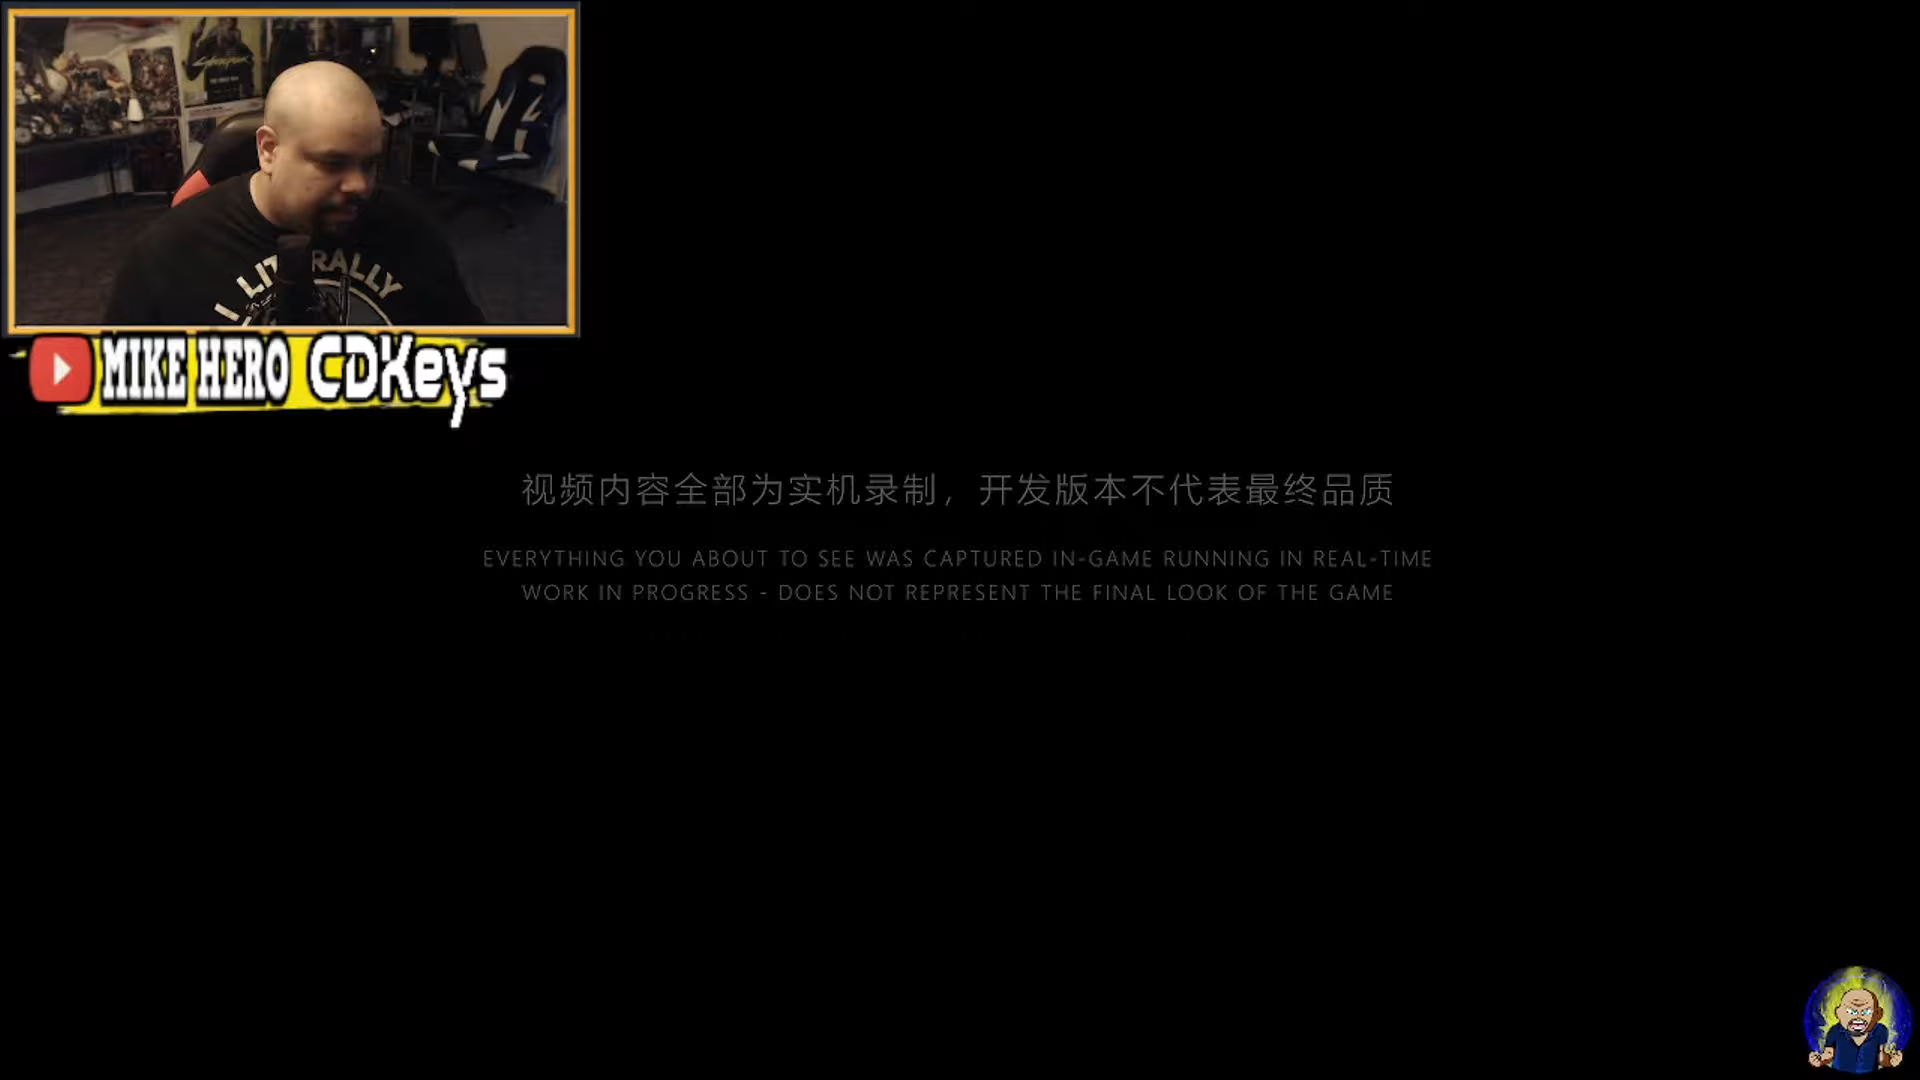 CYBERPUNK
I LITERALLY
MIKE HERO CDKeys
视频内容全部为实机录制，开发版本不代表最终品质
EVERYTHING YOU ABOUT TO SEE WAS CAPTURED IN-GAME RUNNING IN REAL-TIME
WORK IN PROGRESS - DOES NOT REPRESENT THE FINAL LOOK OF THE GAME